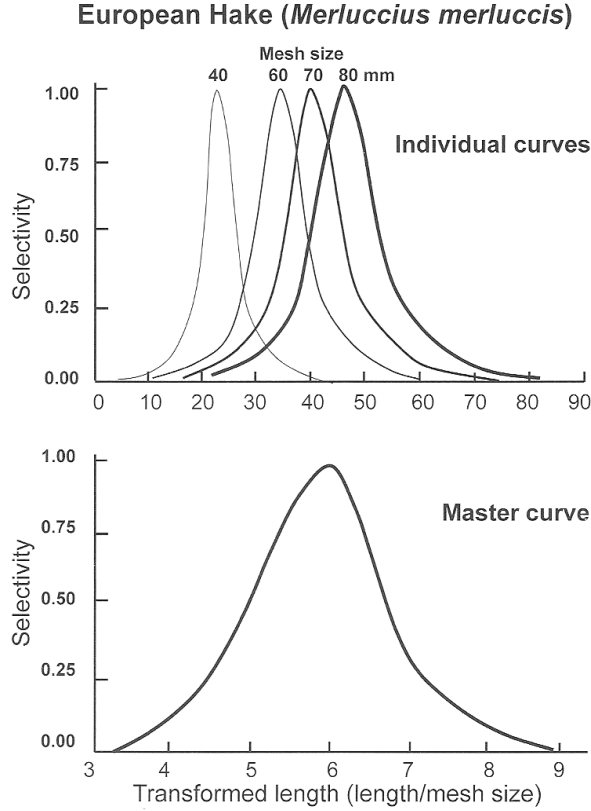 European Hake (Merluccius merluccis)
Mesh size
40 60 70 80 mm
Individual curves
Selectivity
1.00
0.75
0.50
0.25
0.00
0 10 20 30 40 50 60 70 80 90
Master curve
Selectivity
1.00
0.75
0.50
0.25
0.00
3 4 5 6 7 8 9
Transformed length (length/mesh size)